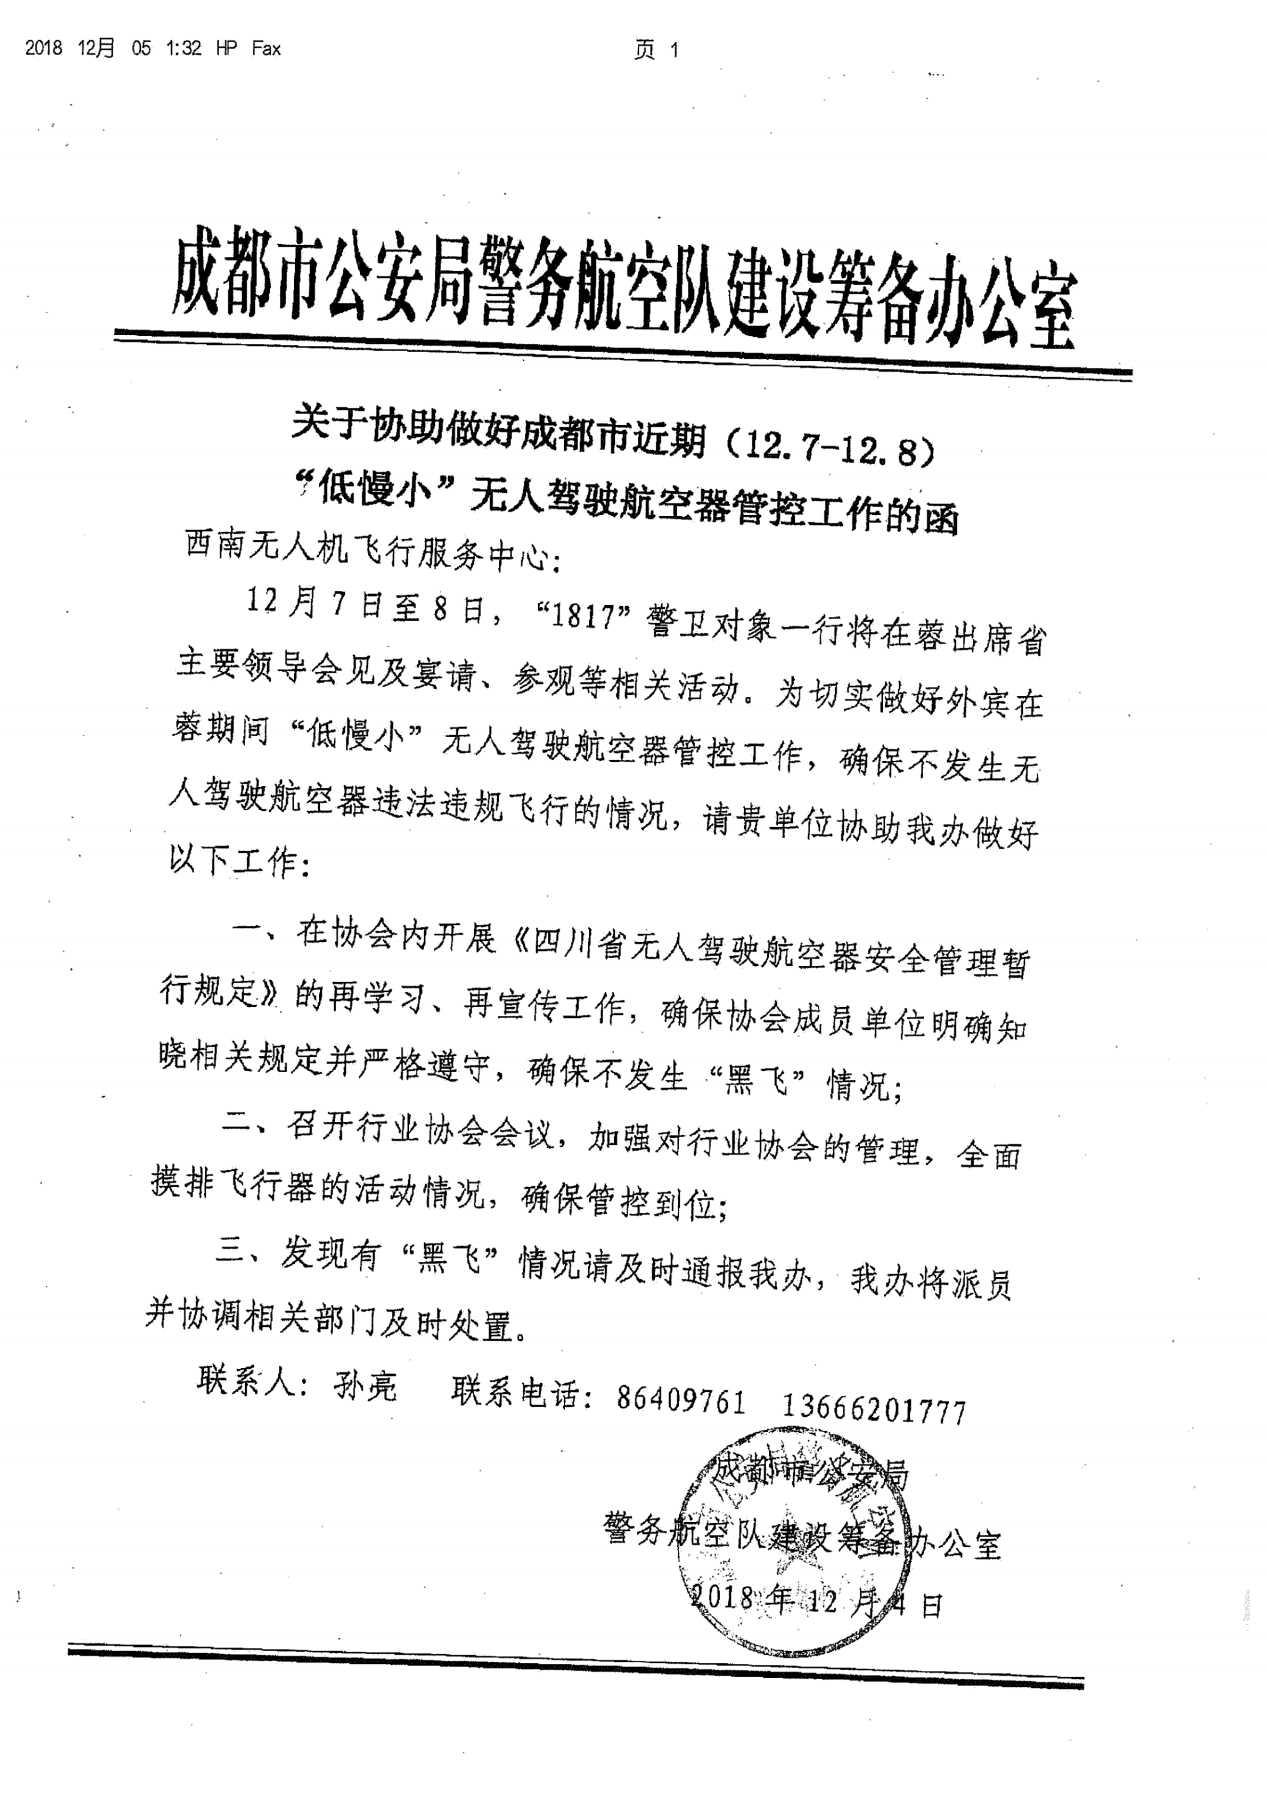 2018 12月 05 1:32 HP Fax 页 1
成都市公安局警务航空队建设筹备办公室
关于协助做好成都市近期（12.7-12.8）
“低慢小”无人驾驶航空器管控工作的函
西南无人机飞行服务中心：
12月7日至8日，“1817”警卫对象一行将在蓉出席省
主要领导会见及宴请、参观等相关活动。为切实做好外宾在
蓉期间“低慢小”无人驾驶航空器管控工作，确保不发生无
人驾驶航空器违法违规飞行的情况，请贵单位协助我办做好
以下工作：
一、在协会内开展《四川省无人驾驶航空器安全管理暂
行规定》的再学习、再宣传工作，确保协会成员单位明确知
晓相关规定并严格遵守，确保不发生“黑飞”情况；
二、召开行业协会会议，加强对行业协会的管理，全面
摸排飞行器的活动情况，确保管控到位；
三、发现有“黑飞”情况请及时通报我办，我办将派员
并协调相关部门及时处置。
联系人：孙亮 联系电话：86409761 13666201777
成都市公安局
警务航空队建设筹备办公室
2018年12月4日